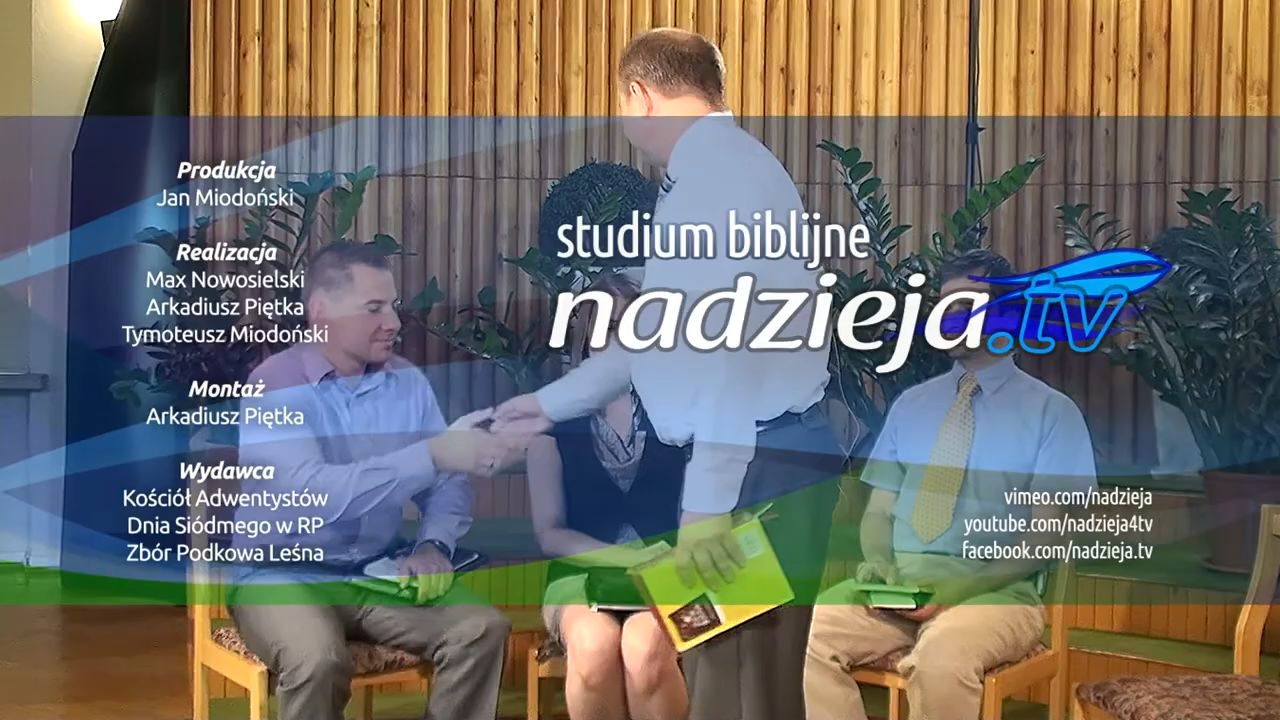 Produkcja
Jan Miodoński
Realizacja
Max Nowosielski
Arkadiusz Piętka
Tymoteusz Miodoński
Montaż
Arkadiusz Piętka
Wydawca
Kościół Adwentystów
Dnia Siódmego w RP
Zbór Podkowa Leśna
studium biblijne
nadzieja.tv
vimeo.com/nadzieja
youtube.com/nadzieja4tv
facebook.com/nadzieja.tv